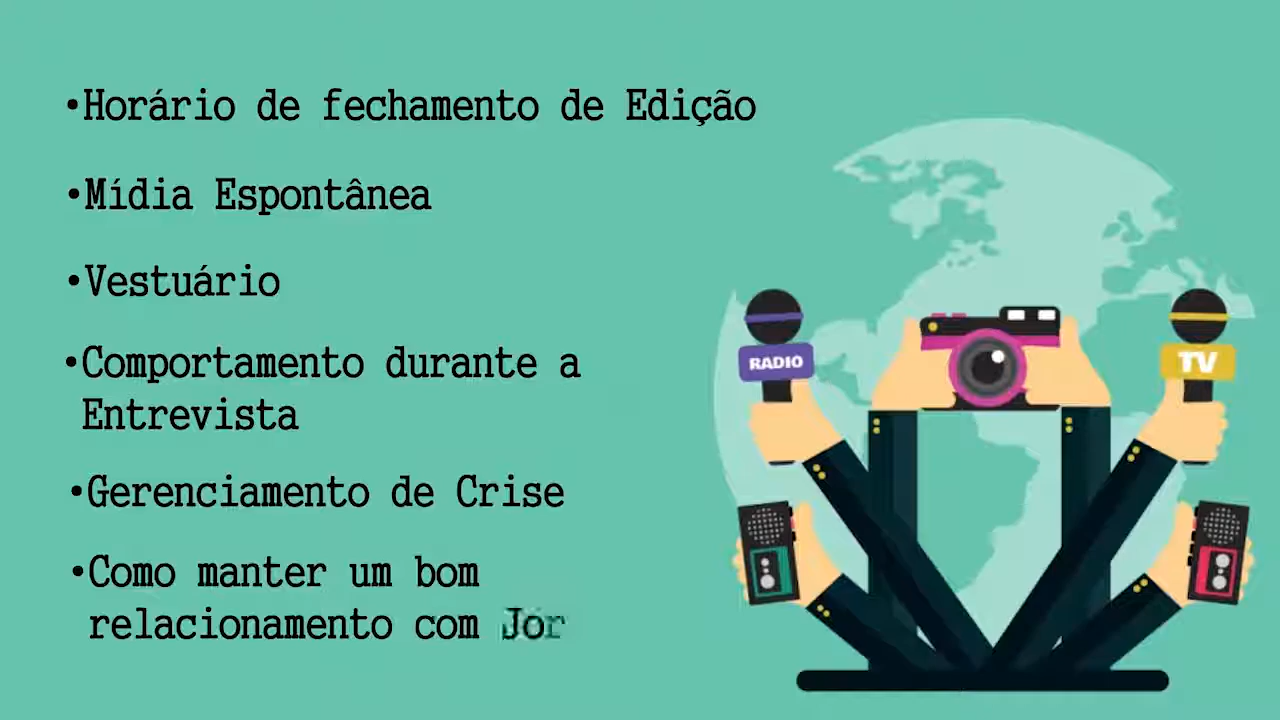 •Horário de fechamento de Edição
•Mídia Espontânea
•Vestuário
•Comportamento durante a
Entrevista
•Gerenciamento de Crise
•Como manter um bom
relacionamento com Jor
RADIO
TV